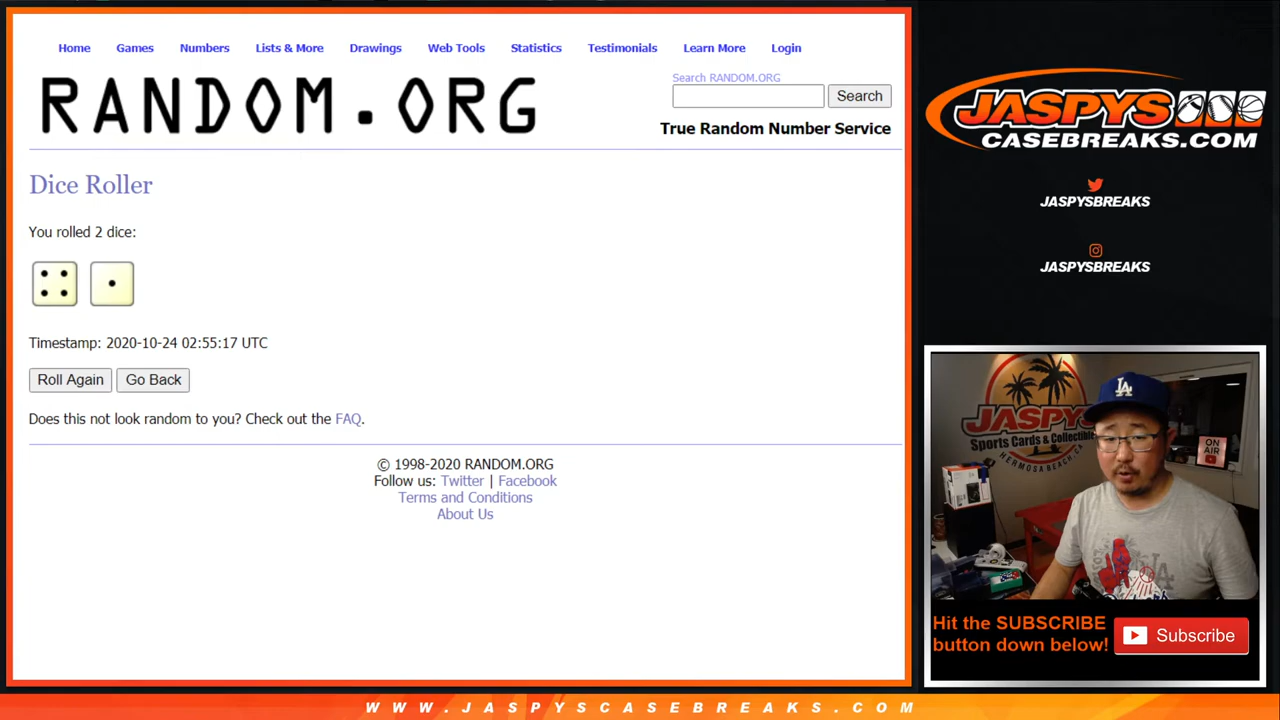 Home Games Numbers Lists & More Drawings Web Tools Statistics Testimonials Learn More Login
RANDOM.ORG
Search RANDOM.ORG
Search
True Random Number Service
Dice Roller
You rolled 2 dice:
Timestamp: 2020-10-24 02:55:17 UTC
Roll Again Go Back
Does this not look random to you? Check out the FAQ.
© 1998-2020 RANDOM.ORG
Follow us: Twitter | Facebook
Terms and Conditions
About Us
JASPYS
CASEBREAKS.COM
JASPYSBREAKS
JASPYSBREAKS
JASPYS
Sports Cards & Collectible
HERMOSA BEACH, CA
LA
ON
AIR
LA
Hit the SUBSCRIBE
button down below!
Subscribe
WWW.JASPYSCASEBREAKS.COM